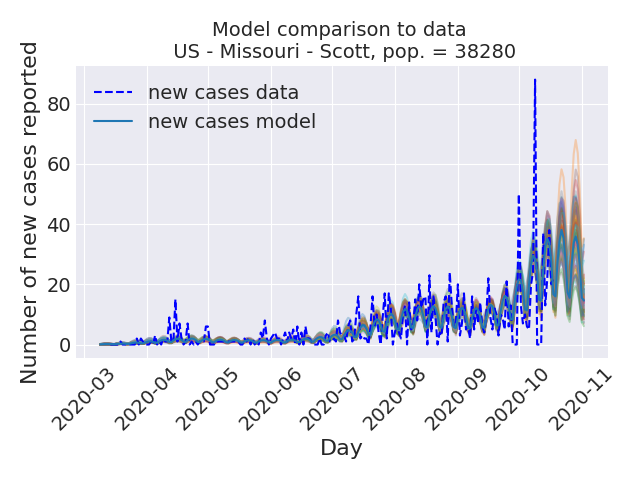 Model comparison to data
US - Missouri - Scott, pop. = 38280
Number of new cases reported
80
60
40
20
0
new cases data
new cases model
2020-03
2020-04
2020-05
2020-06
2020-07
2020-08
2020-09
2020-10
2020-11
Day